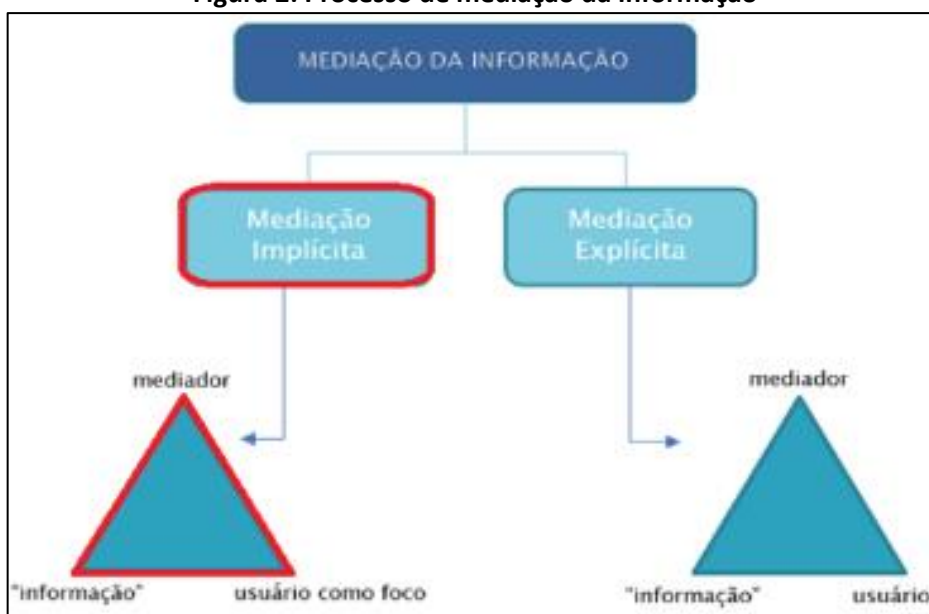 Figura 2: Processo de mediação da informação
MEDIAÇÃO DA INFORMAÇÃO
Mediação
Implícita
Mediação
Explícita
mediador
"informação"
usuário como foco
mediador
"informação"
usuário